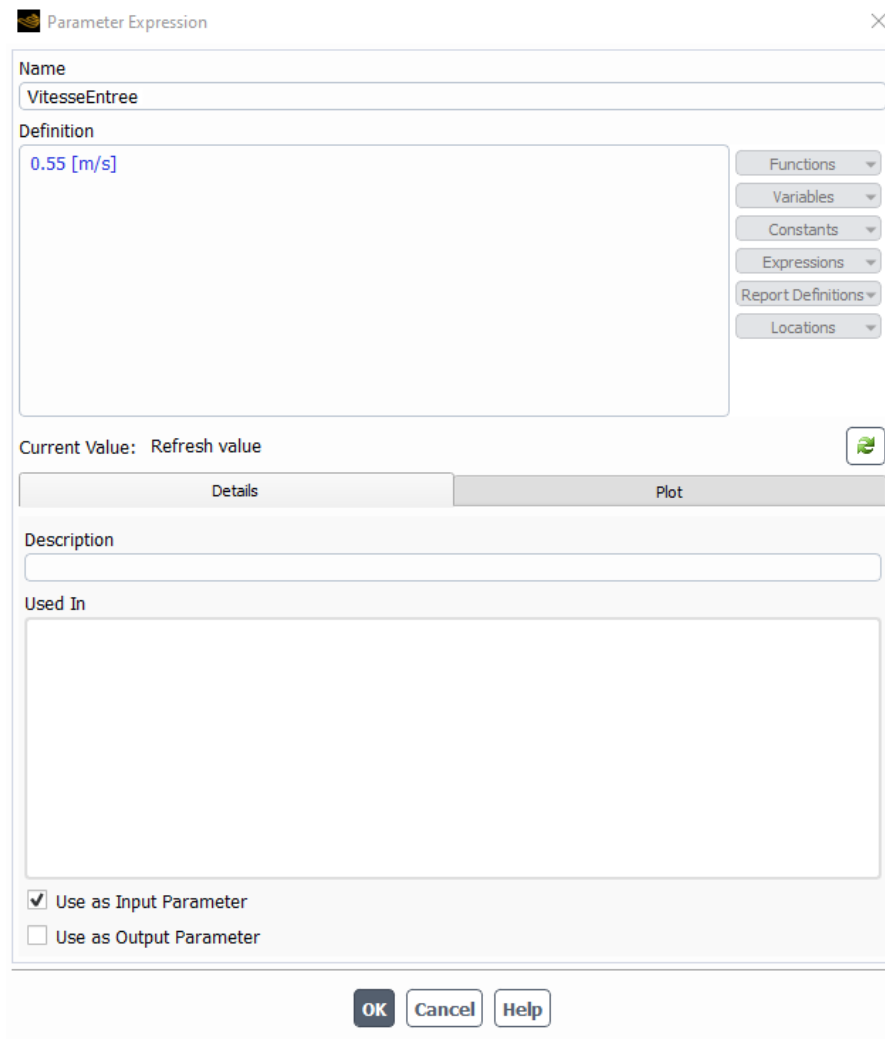 Parameter Expression
Name
VitesseEntree
Definition
0.55 [m/s]
Functions
Variables
Constants
Expressions
Report Definitions
Locations
Current Value: Refresh value
Details Plot
Description
Used In
Use as Input Parameter
Use as Output Parameter
OK Cancel Help